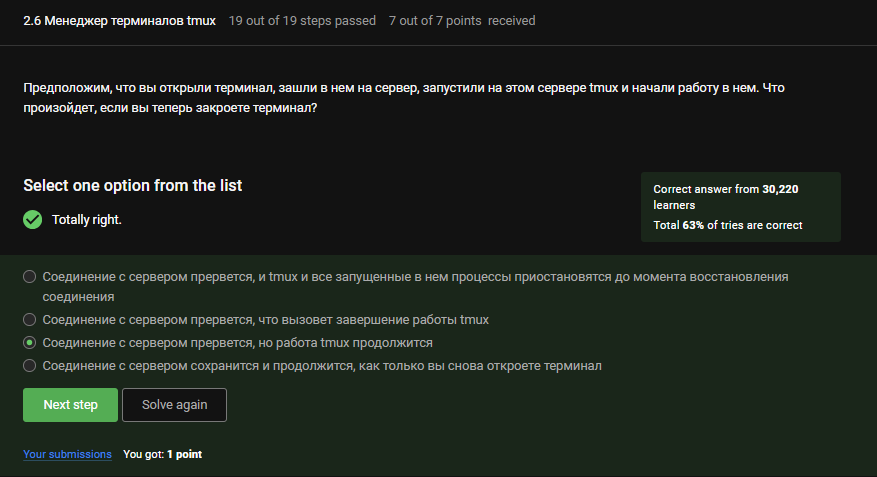 2.6 Менеджер терминалов tmux 19 out of 19 steps passed 7 out of 7 points received
Предположим, что вы открыли терминал, зашли в нем на сервер, запустили на этом сервере tmux и начали работу в нем. Что
произойдет, если вы теперь закроете терминал?
Select one option from the list
Correct answer from 30,220
learners
Total 63% of tries are correct
Totally right.
Соединение с сервером прервется, и tmux и все запущенные в нем процессы приостановятся до момента восстановления
соединения
Соединение с сервером прервется, что вызовет завершение работы tmux
Соединение с сервером прервется, но работа tmux продолжится
Соединение с сервером сохранится и продолжится, как только вы снова откроете терминал
Next step Solve again
Your submissions You got: 1 point